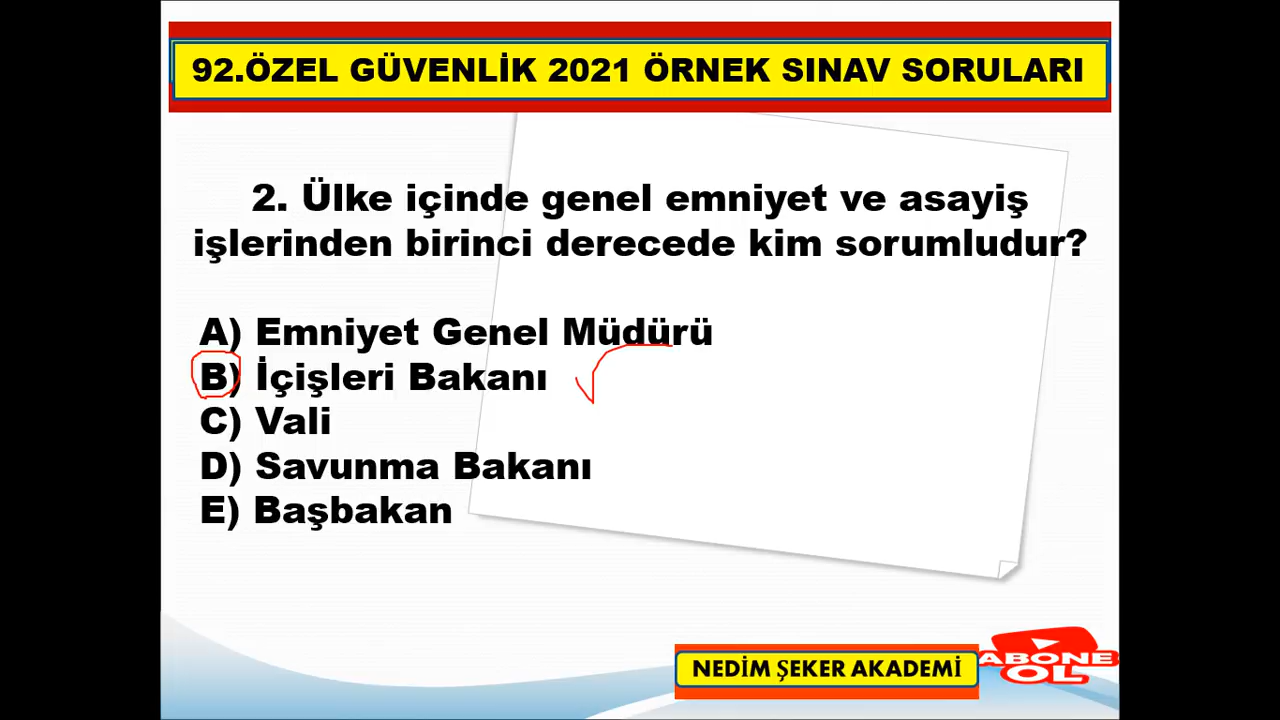 92.ÖZEL GÜVENLİK 2021 ÖRNEK SINAV SORULARI
2. Ülke içinde genel emniyet ve asayiş
işlerinden birinci derecede kim sorumludur?
A) Emniyet Genel Müdürü
B) İçişleri Bakanı
C) Vali
D) Savunma Bakanı
E) Başbakan
NEDİM ŞEKER AKADEMİ
ABONE
OL